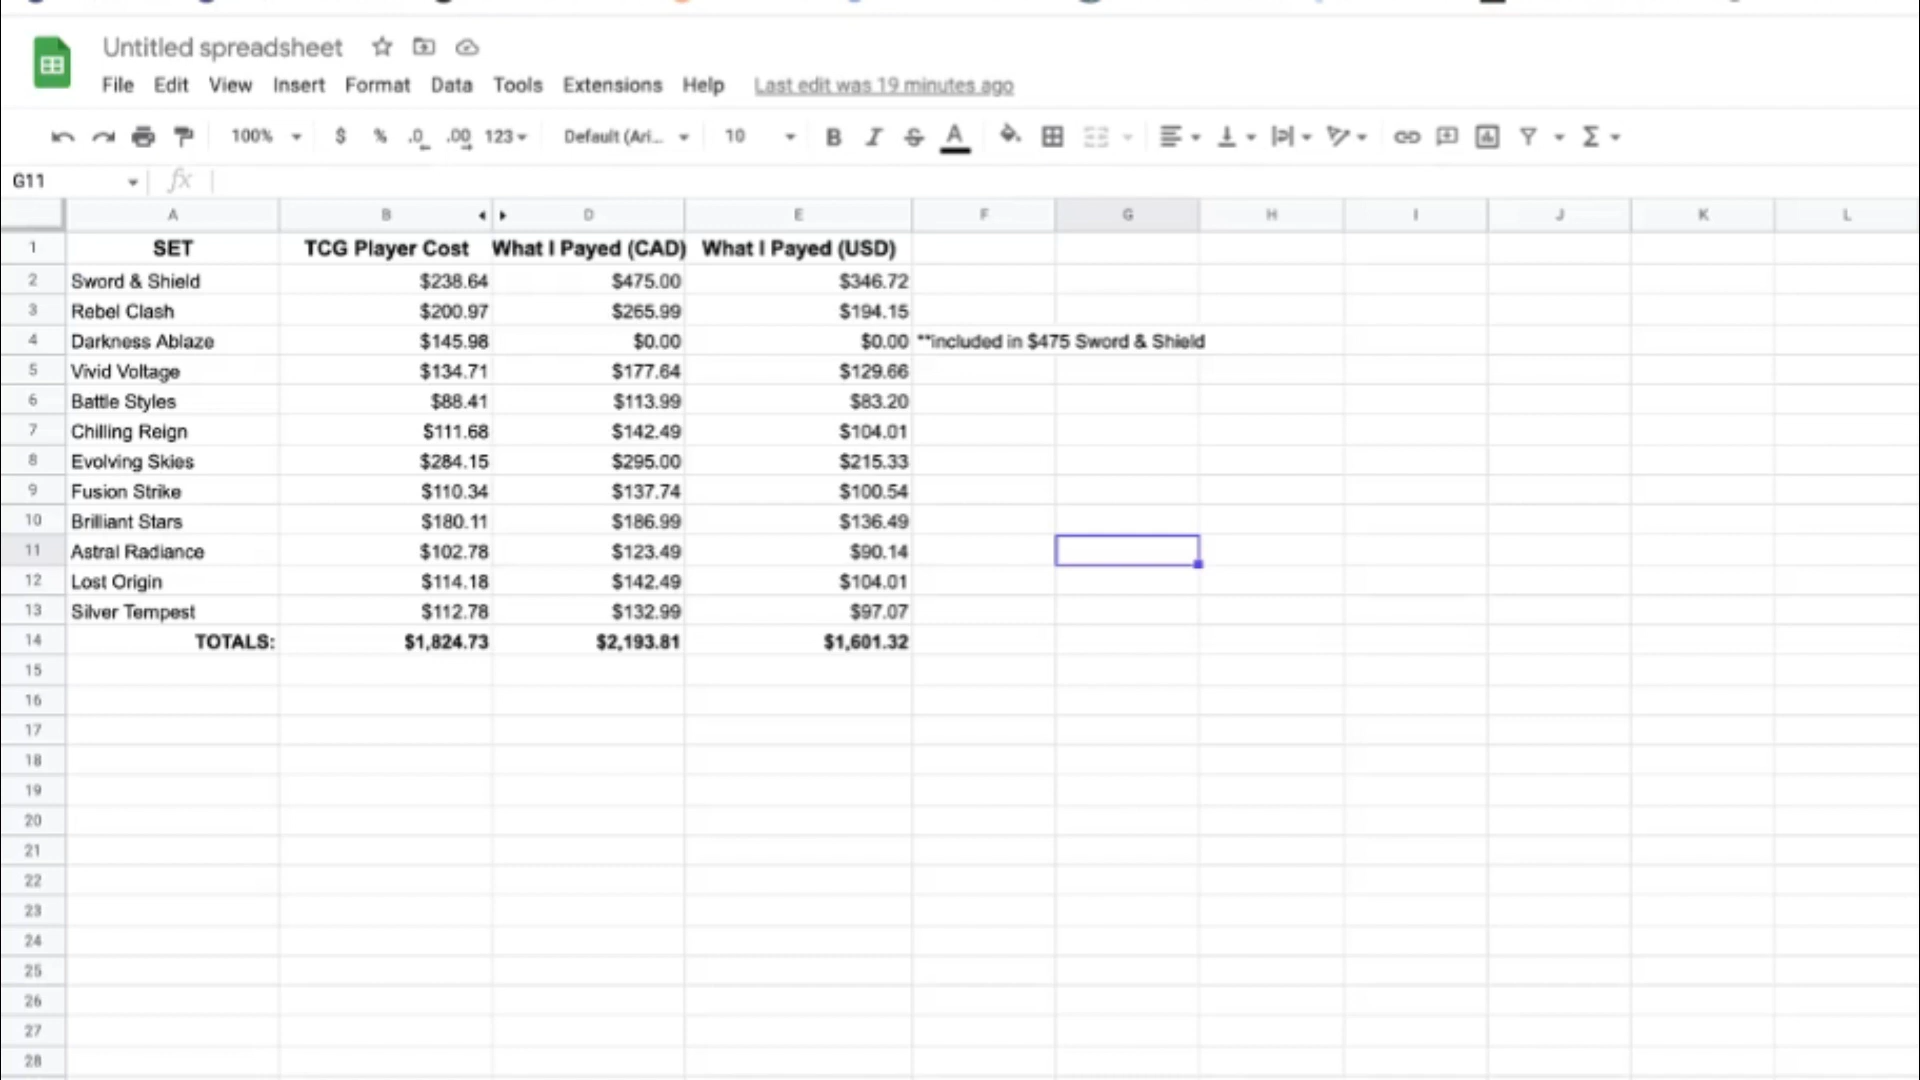 Untitled spreadsheet
File Edit View Insert Format Data Tools Extensions Help Last edit was 19 minutes ago
100% $ % .0 .00 123 Default (Ari... 10 B I S A
G11 fx
A B D E F G H I J K L
1 SET TCG Player Cost What I Payed (CAD) What I Payed (USD)
2 Sword & Shield $238.64 $475.00 $346.72
3 Rebel Clash $200.97 $265.99 $194.15
4 Darkness Ablaze $145.98 $0.00 $0.00 **included in $475 Sword & Shield
5 Vivid Voltage $134.71 $177.64 $129.66
6 Battle Styles $88.41 $113.99 $83.20
7 Chilling Reign $111.68 $142.49 $104.01
8 Evolving Skies $284.15 $295.00 $215.33
9 Fusion Strike $110.34 $137.74 $100.54
10 Brilliant Stars $180.11 $186.99 $136.49
11 Astral Radiance $102.78 $123.49 $90.14
12 Lost Origin $114.18 $142.49 $104.01
13 Silver Tempest $112.78 $132.99 $97.07
14 TOTALS: $1,824.73 $2,193.81 $1,601.32
15
16
17
18
19
20
21
22
23
24
25
26
27
28